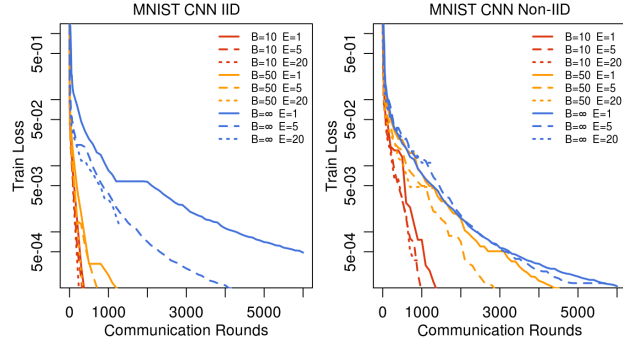 MNIST CNN IID
Train Loss
5e-01
5e-02
5e-03
5e-04
B=10 E=1
B=10 E=5
B=10 E=20
B=50 E=1
B=50 E=5
B=50 E=20
B=∞ E=1
B=∞ E=5
B=∞ E=20
0 1000 3000 5000
Communication Rounds
MNIST CNN Non-IID
Train Loss
5e-01
5e-02
5e-03
5e-04
B=10 E=1
B=10 E=5
B=10 E=20
B=50 E=1
B=50 E=5
B=50 E=20
B=∞ E=1
B=∞ E=5
B=∞ E=20
0 1000 3000 5000
Communication Rounds